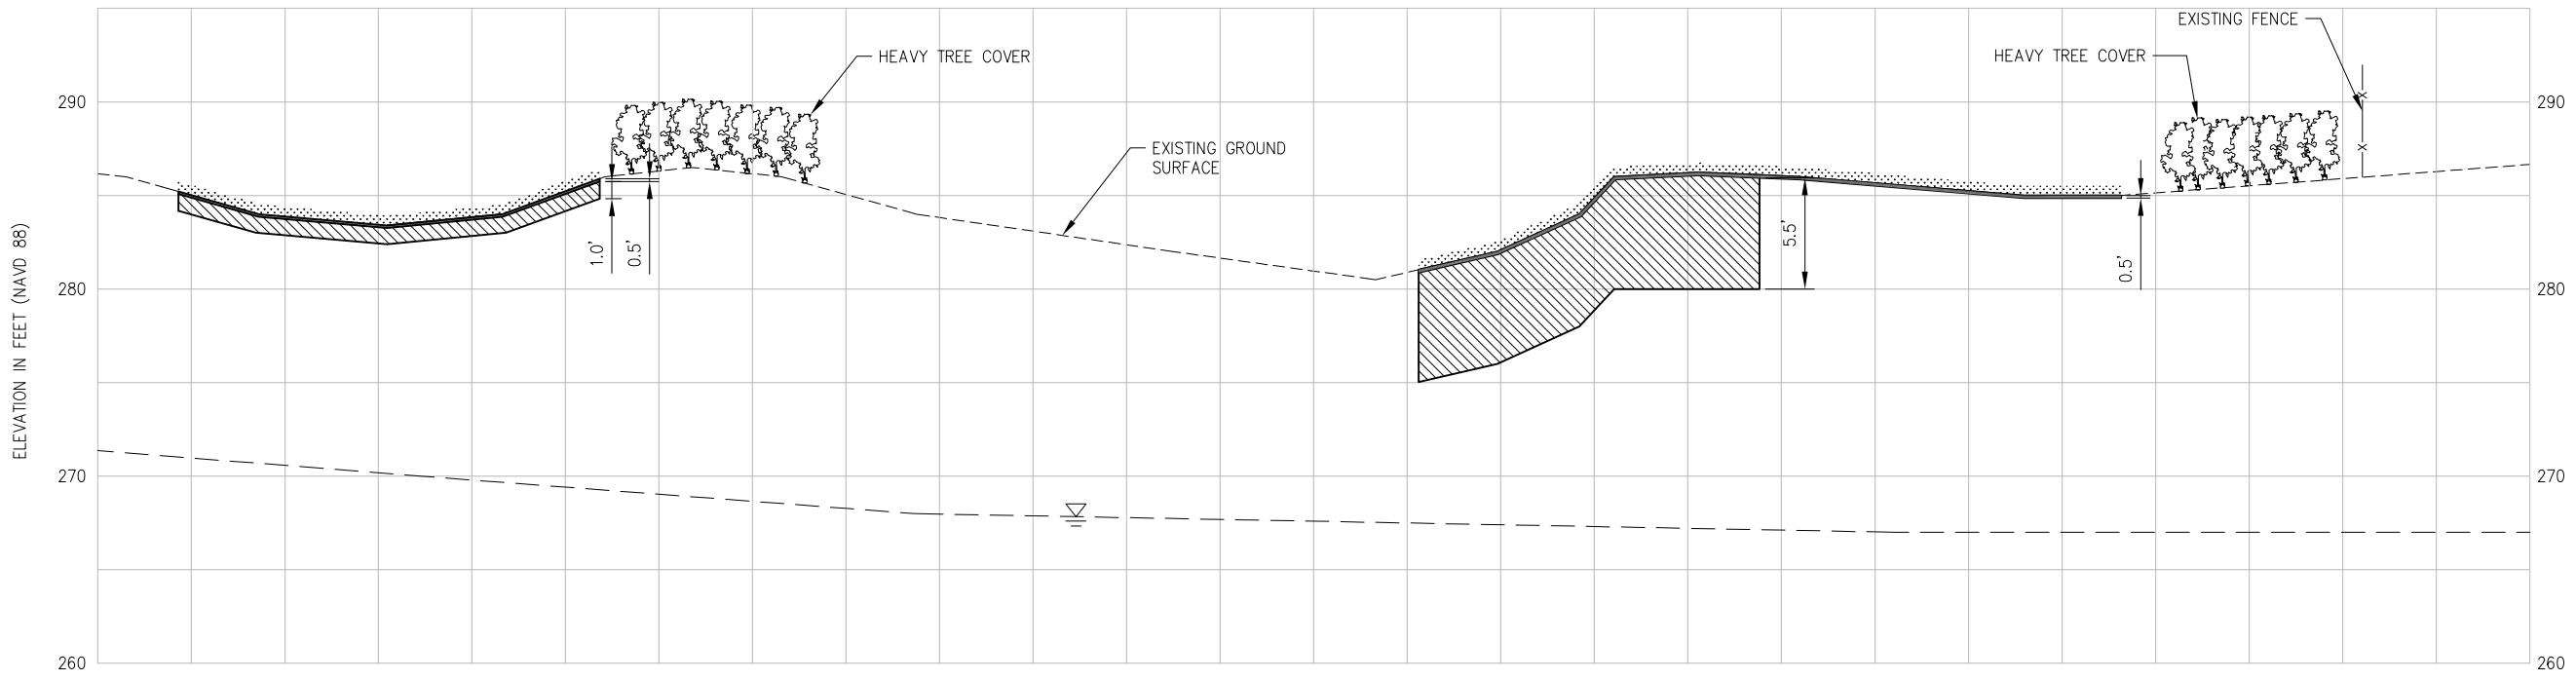 EXISTING FENCE
HEAVY TREE COVER
HEAVY TREE COVER
290
290
X
X
EXISTING GROUND
SURFACE
1.0'
0.5'
5.5'
0.5'
280
280
ELEVATION IN FEET (NAVD 88)
270
270
260
260